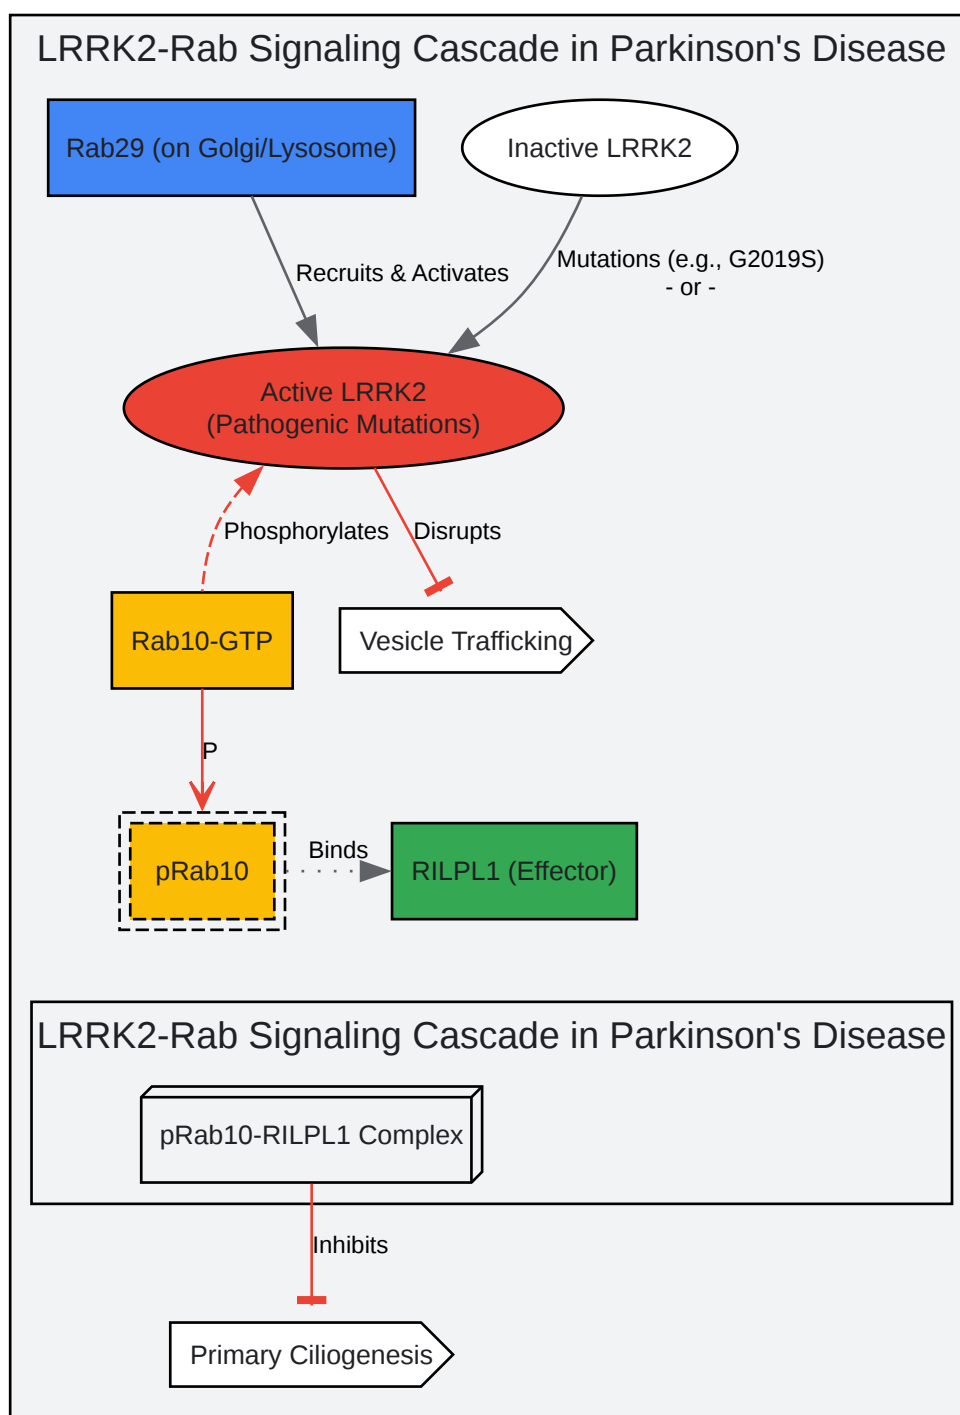 LRRK2-Rab Signaling Cascade in Parkinson's Disease
Rab29 (on Golgi/Lysosome)
Inactive LRRK2
Recruits & Activates
Mutations (e.g., G2019S)
- or -
Active LRRK2
(Pathogenic Mutations)
Phosphorylates
Disrupts
Rab10-GTP
Vesicle Trafficking
P
pRab10
Binds
RILPL1 (Effector)
LRRK2-Rab Signaling Cascade in Parkinson's Disease
pRab10-RILPL1 Complex
Inhibits
Primary Ciliogenesis